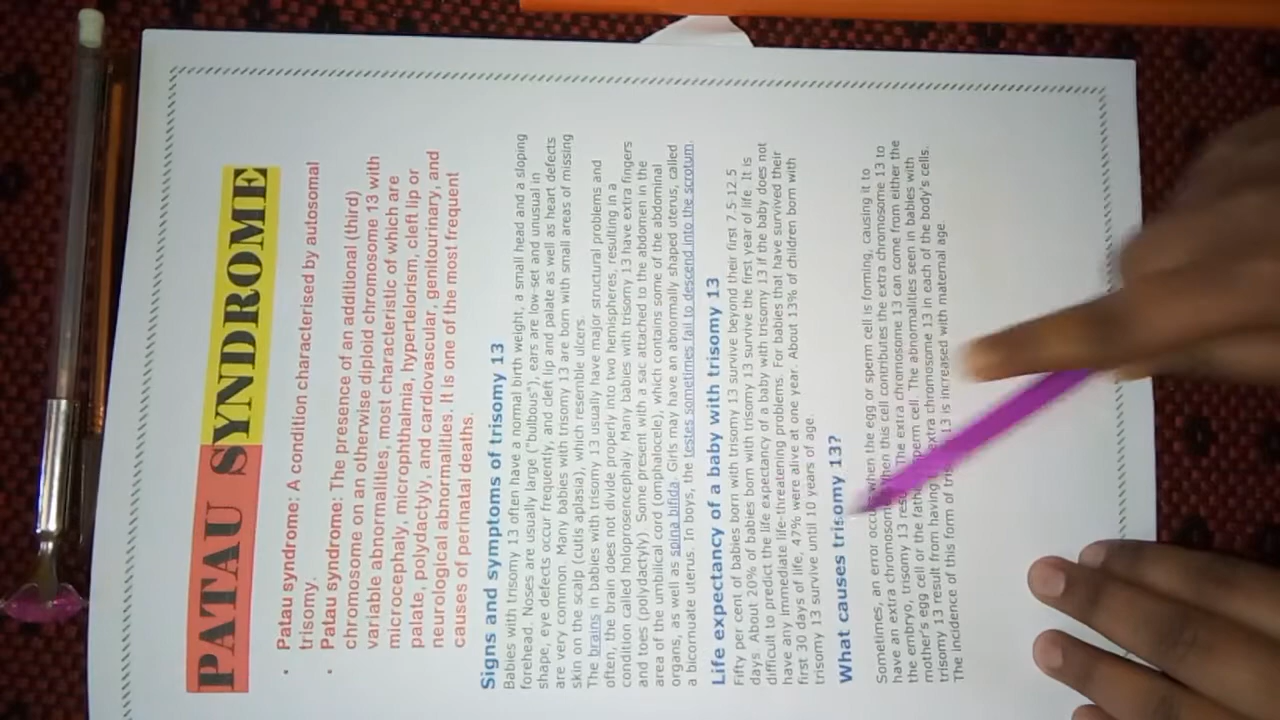 PATAU SYNDROME
• Patau syndrome: A condition characterised by autosomal
trisomy.
• Patau syndrome: The presence of an additional (third)
chromosome on an otherwise diploid chromosome 13 with
variable abnormalities, most characteristic of which are
microcephaly, microphthalmia, hypertelorism, cleft lip or
palate, polydactyly, and cardiovascular, genitourinary, and
neurological abnormalities. It is one of the most frequent
causes of perinatal deaths.
Signs and symptoms of trisomy 13
Babies with trisomy 13 often have a normal birth weight, a small head and a sloping
forehead. Noses are usually large ("bulbous"), ears are low-set and unusual in
shape, eye defects occur frequently, and cleft lip and palate as well as heart defects
are very common. Many babies with trisomy 13 are born with small areas of missing
skin on the scalp (cutis aplasia), which resemble ulcers.
The brains in babies with trisomy 13 usually have major structural problems and
often, the brain does not divide properly into two hemispheres, resulting in a
condition called holoprosencephaly. Many babies with trisomy 13 have extra fingers
and toes (polydactyly). Some present with a sac attached to the abdomen in the
area of the umbilical cord (omphalocele), which contains some of the abdominal
organs, as well as spina bifida. Girls may have an abnormally shaped uterus, called
a bicornuate uterus. In boys, the testes sometimes fail to descend into the scrotum.
Life expectancy of a baby with trisomy 13
Fifty per cent of babies born with trisomy 13 survive beyond their first 7.5-12.5
days. About 20% of babies born with trisomy 13 survive the first year of life. It is
difficult to predict the life expectancy of a baby with trisomy 13 if the baby does not
have any immediate life-threatening problems. For babies that have survived their
first 30 days of life, 47% were alive at one year. About 13% of children born with
trisomy 13 survive until 10 years of age.
What causes trisomy 13?
Sometimes, an error occurs when the egg or sperm cell is forming, causing it to
have an extra chromosome when this cell contributes the extra chromosome 13 to
the embryo, trisomy 13 The extra chromosome 13 can come from either the
mother's egg cell or the sperm cell. The abnormalities seen in babies with
trisomy 13 result from having extra chromosome 13 in each of the body's cells.
The incidence of this form of 13 is increased with maternal age.